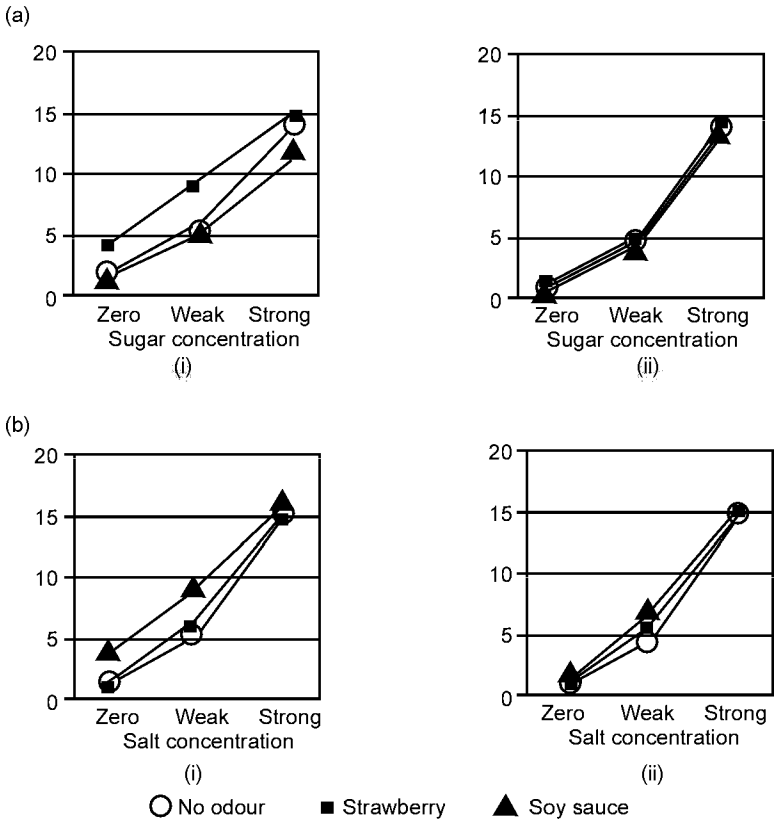 (a)
20
15
10
5
0
Zero Weak Strong
Sugar concentration
(i)
20
15
10
5
0
Zero Weak Strong
Sugar concentration
(ii)
(b)
20
15
10
5
0
Zero Weak Strong
Salt concentration
(i)
20
15
10
5
0
Zero Weak Strong
Salt concentration
(ii)
No odour Strawberry Soy sauce